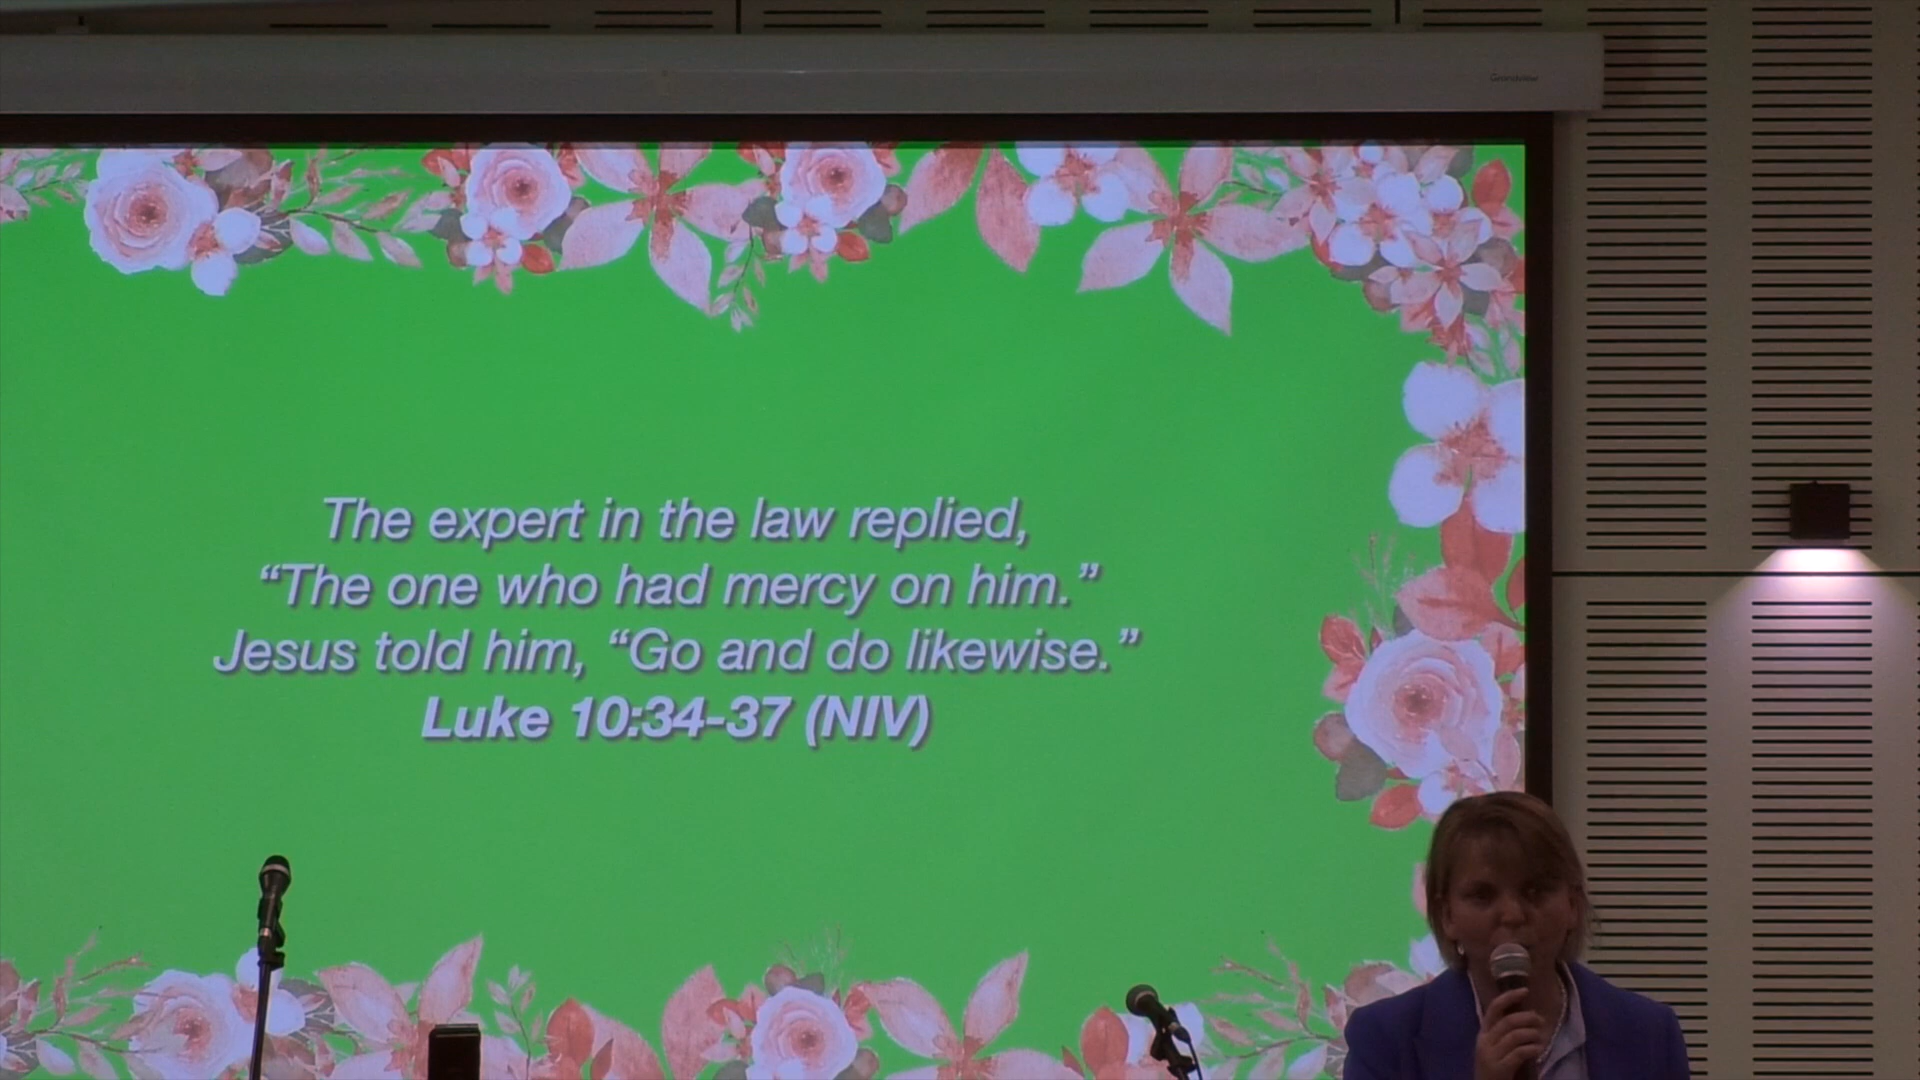 Grandview
The expert in the law replied,
“The one who had mercy on him.”
Jesus told him, “Go and do likewise.”
Luke 10:34-37 (NIV)